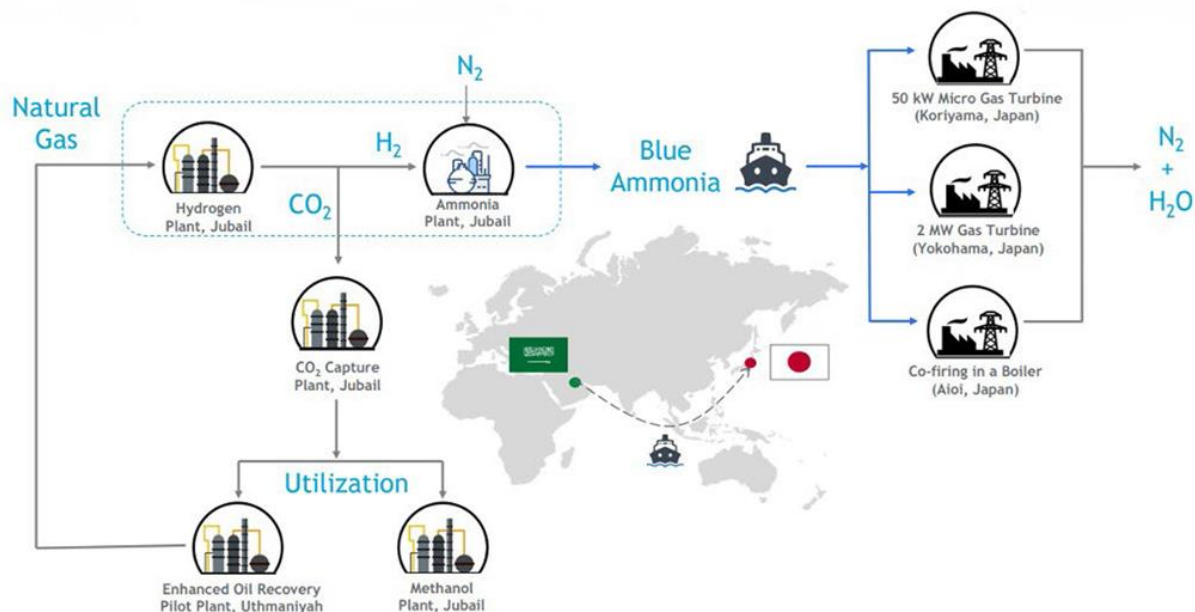 Natural
Gas
N₂
H₂
CO₂
Hydrogen
Plant, Jubail
Ammonia
Plant, Jubail
Blue
Ammonia
50 kW Micro Gas Turbine
(Koriyama, Japan)
2 MW Gas Turbine
(Yokohama, Japan)
Co-firing in a Boiler
(Aioi, Japan)
N₂
+
H₂O
CO₂ Capture
Plant, Jubail
Utilization
Enhanced Oil Recovery
Pilot Plant, Uthmaniyah
Methanol
Plant, Jubail